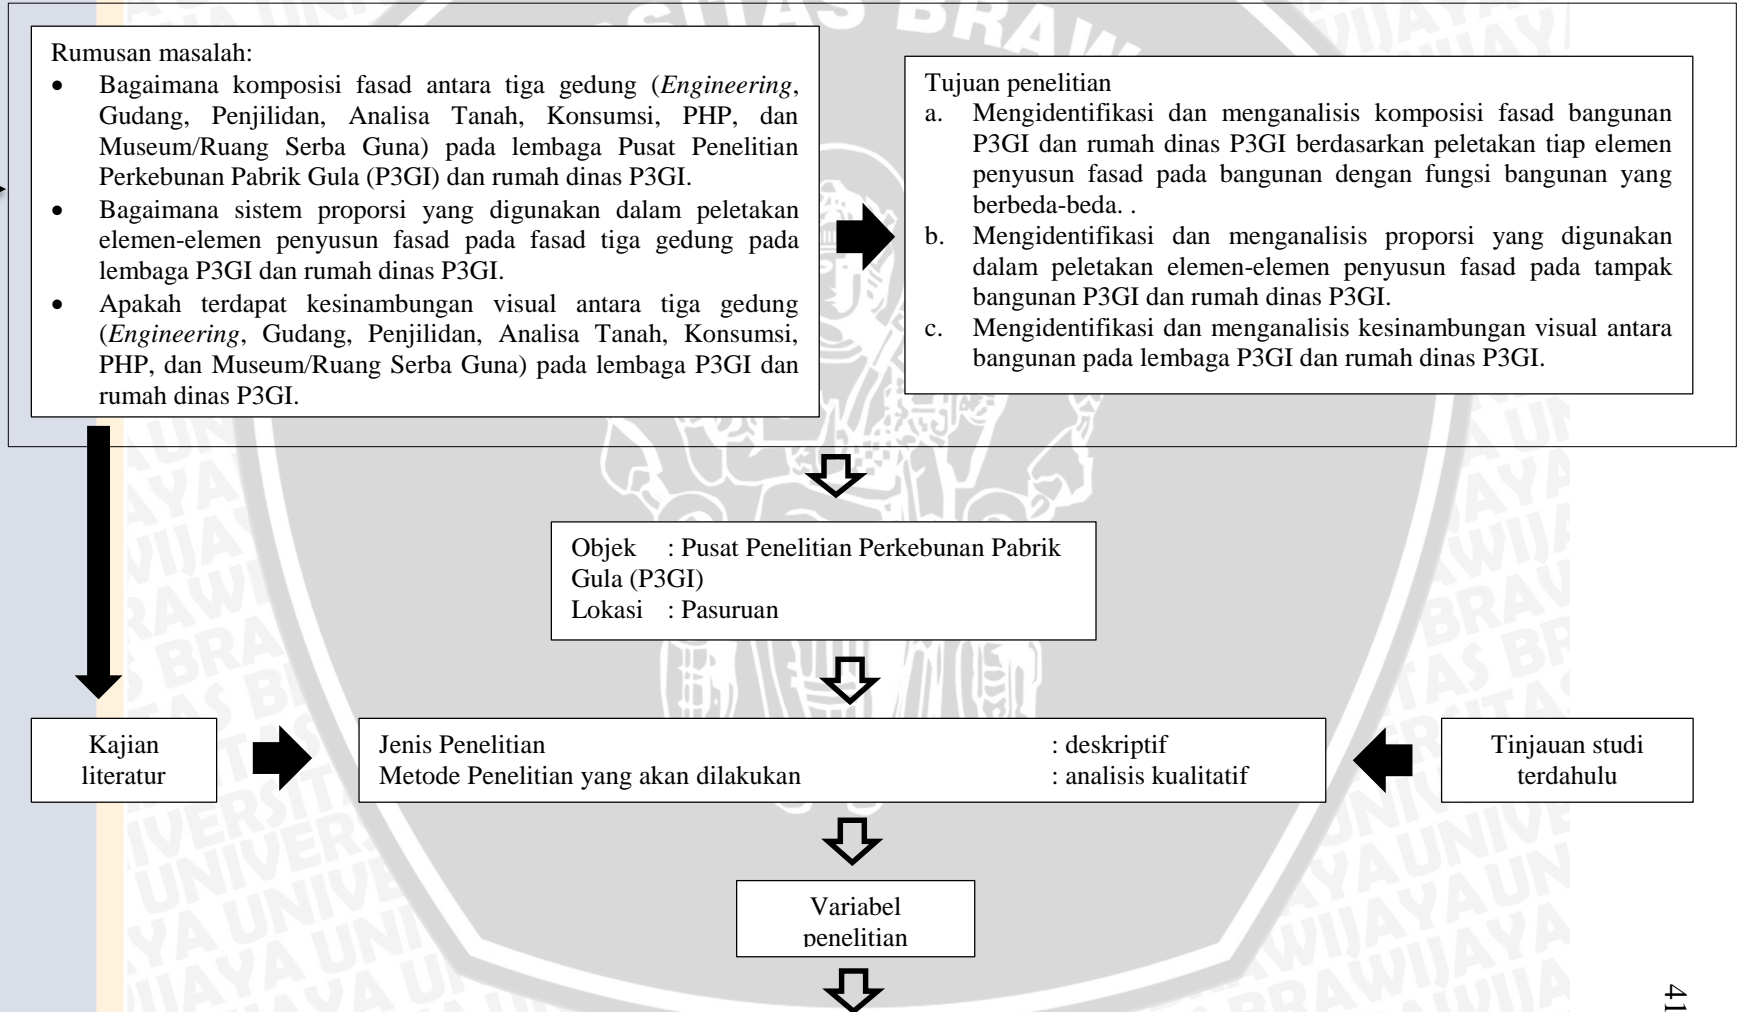 Rumusan masalah:
• Bagaimana komposisi fasad antara tiga gedung (Engineering,
Gudang, Penjilidan, Analisa Tanah, Konsumsi, PHP, dan
Museum/Ruang Serba Guna) pada lembaga Pusat Penelitian
Perkebunan Pabrik Gula (P3GI) dan rumah dinas P3GI.
• Bagaimana sistem proporsi yang digunakan dalam peletakan
elemen-elemen penyusun fasad pada fasad tiga gedung pada
lembaga P3GI dan rumah dinas P3GI.
• Apakah terdapat kesinambungan visual antara tiga gedung
(Engineering, Gudang, Penjilidan, Analisa Tanah, Konsumsi,
PHP, dan Museum/Ruang Serba Guna) pada lembaga P3GI dan
rumah dinas P3GI.
Tujuan penelitian
a. Mengidentifikasi dan menganalisis komposisi fasad bangunan
P3GI dan rumah dinas P3GI berdasarkan peletakan tiap elemen
penyusun fasad pada bangunan dengan fungsi bangunan yang
berbeda-beda. .
b. Mengidentifikasi dan menganalisis proporsi yang digunakan
dalam peletakan elemen-elemen penyusun fasad pada tampak
bangunan P3GI dan rumah dinas P3GI.
c. Mengidentifikasi dan menganalisis kesinambungan visual antara
bangunan pada lembaga P3GI dan rumah dinas P3GI.
Objek : Pusat Penelitian Perkebunan Pabrik
Gula (P3GI)
Lokasi : Pasuruan
Kajian
literatur
Jenis Penelitian : deskriptif
Metode Penelitian yang akan dilakukan : analisis kualitatif
Tinjauan studi
terdahulu
Variabel
penelitian
41